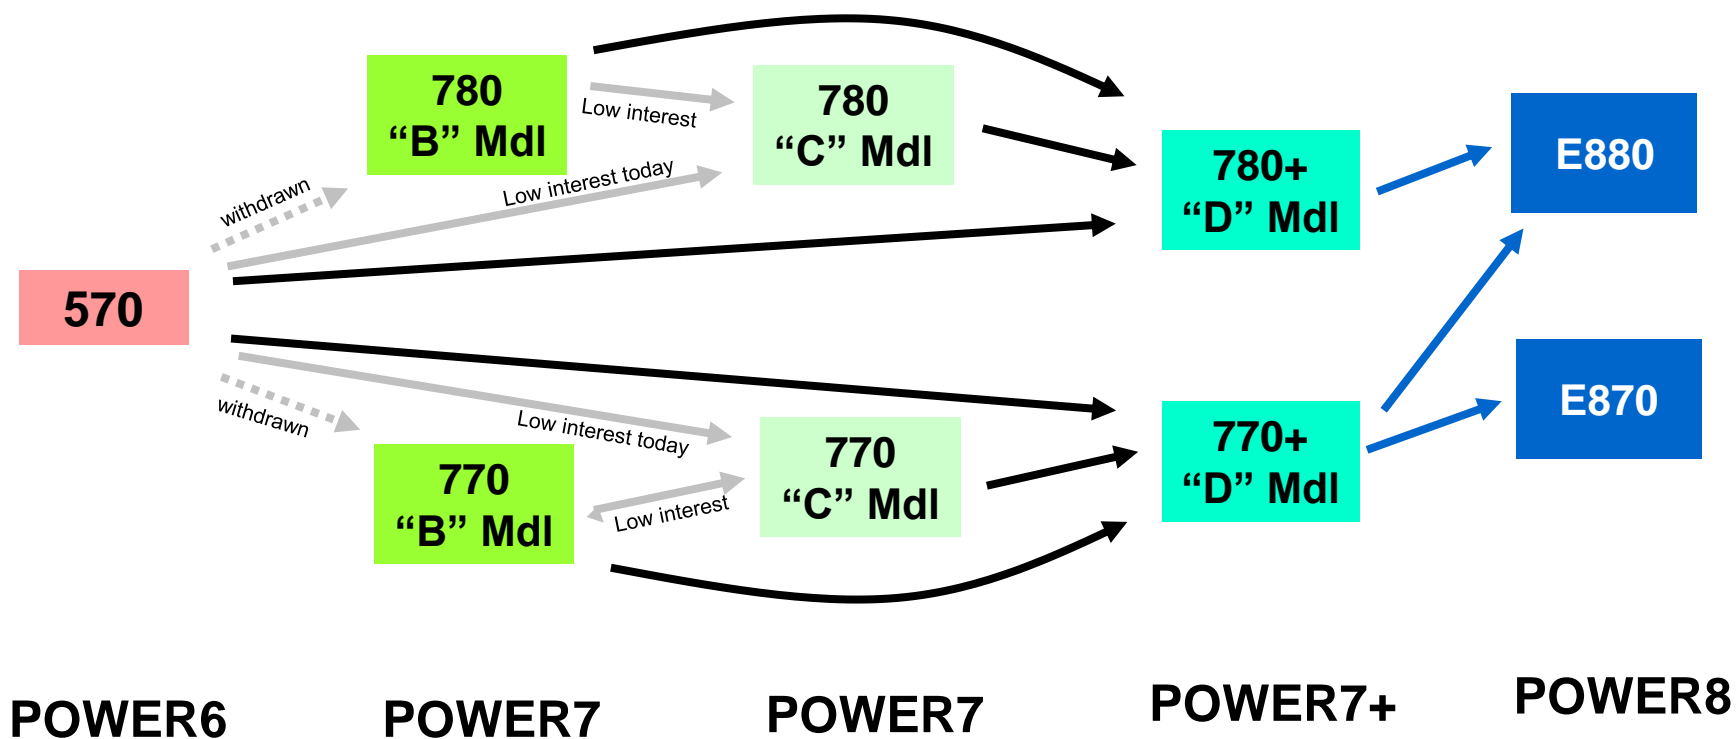 780
“B” Mdl
Low interest
780
“C” Mdl
780+
“D” Mdl
E880
withdrawn
Low interest today
570
withdrawn
Low interest today
770
“B” Mdl
Low interest
770
“C” Mdl
770+
“D” Mdl
E870
POWER6
POWER7
POWER7
POWER7+
POWER8